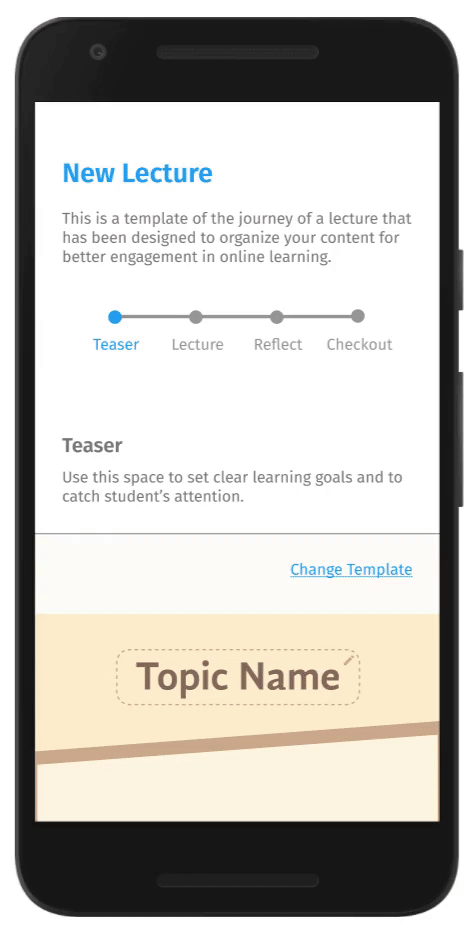 New Lecture
This is a template of the journey of a lecture that
has been designed to organize your content for
better engagement in online learning.
Teaser Lecture Reflect Checkout
Teaser
Use this space to set clear learning goals and to
catch student’s attention.
Change Template
Topic Name